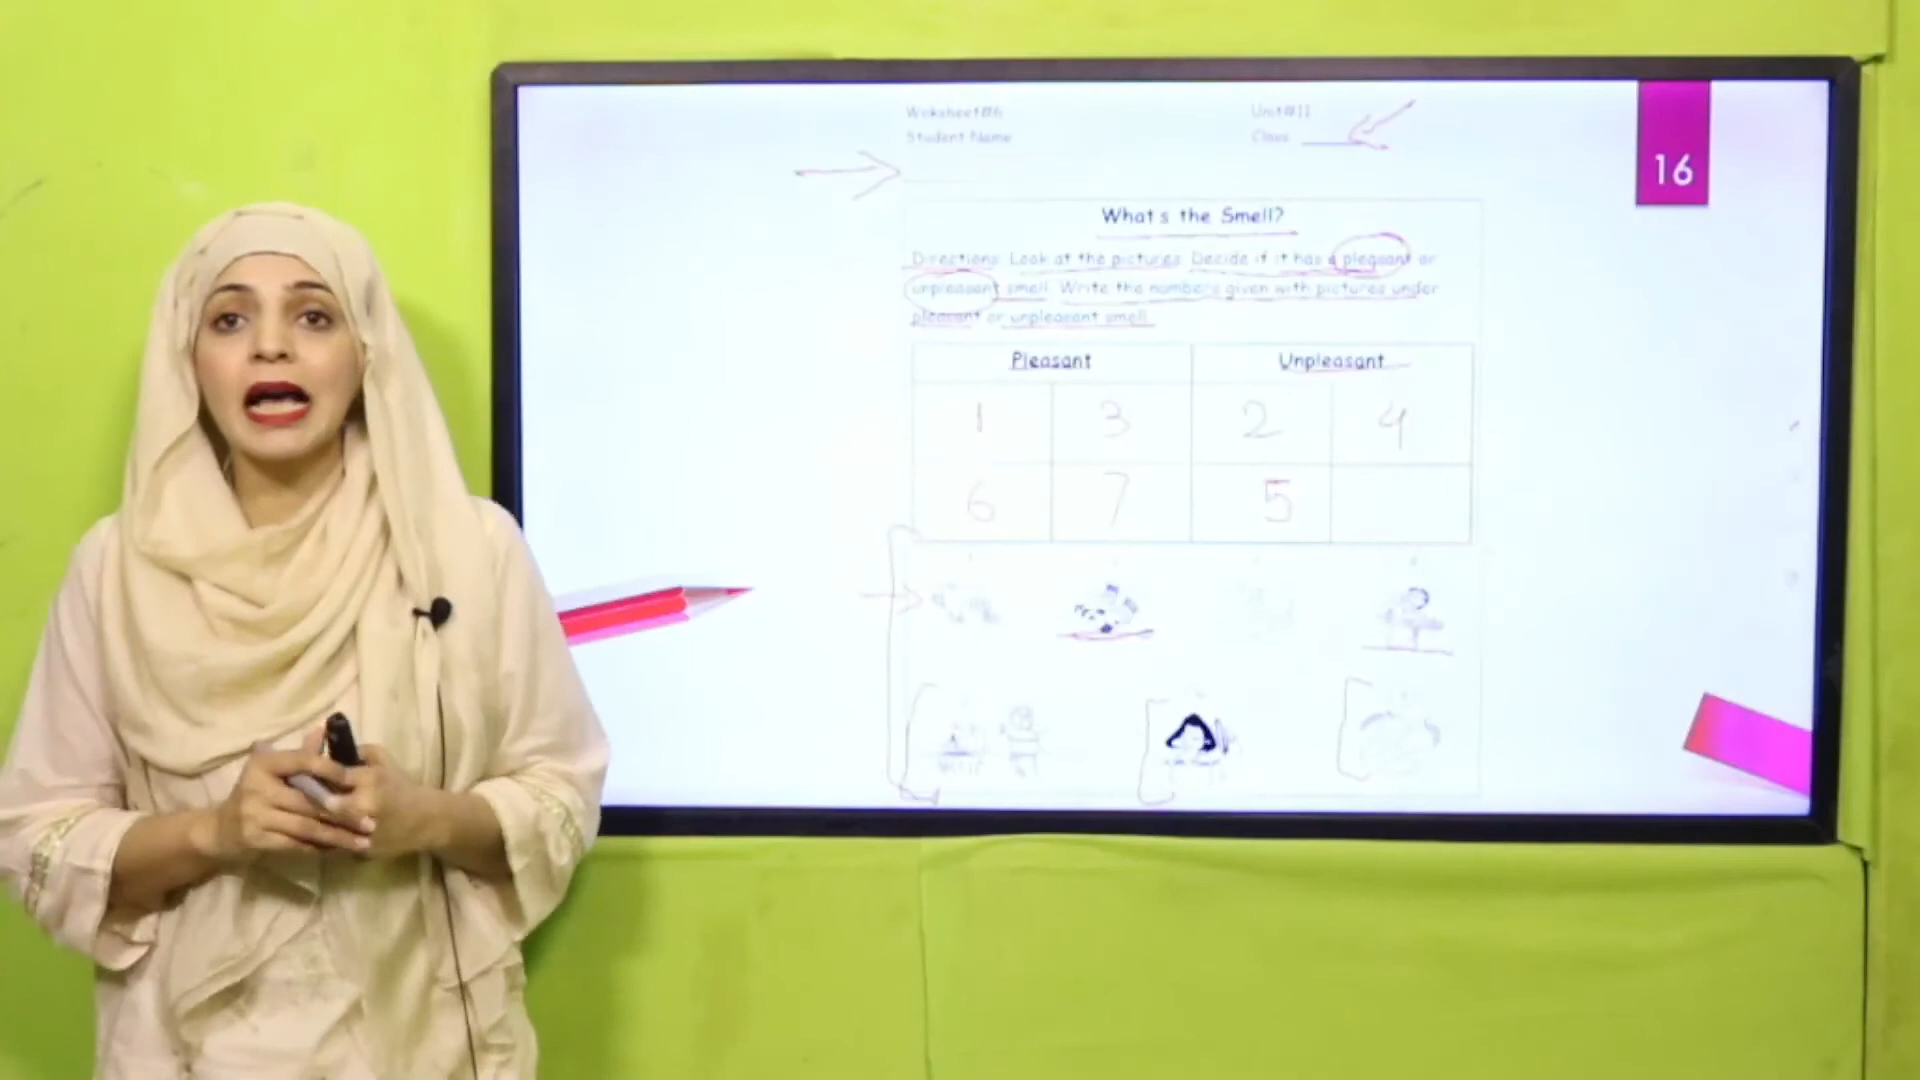 Woksheet#6 Unit#11
Student Name Class
16
What's the Smell?
Directions: Look at the pictures. Decide if it has a pleasant or
unpleasant smell. Write the numbers given with pictures under
pleasant or unpleasant smell.
Pleasant Unpleasant
1 3 2 4
6 7 5